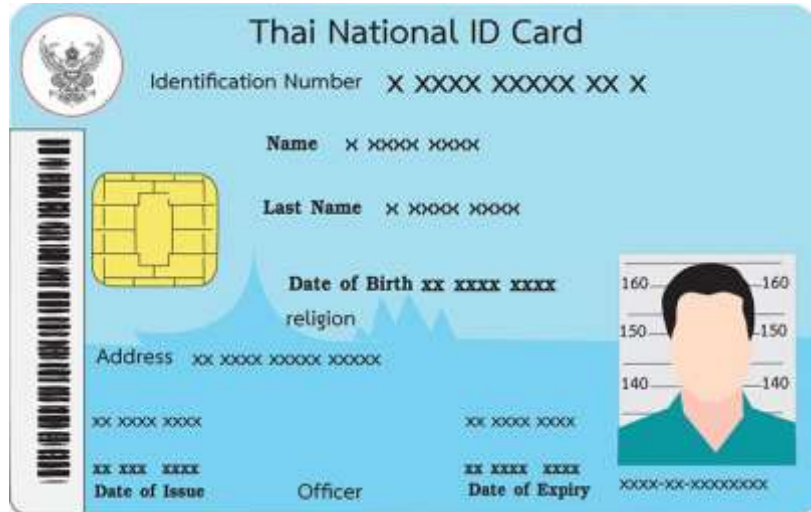 Thai National ID Card
Identification Number X XXXX XXXXX XX X
Name X XXXX XXXX
Last Name X XXXX XXXX
Date of Birth xx xxxx xxxx
religion
160 160
150 150
140 140
Address xx xxxx xxxxx xxxxx
xx xxxx xxxx xx xxxx xxxx
xx xxx xxxx xx xxxx xxxx
Date of Issue Officer Date of Expiry xxxx-xx-xxxxxxxx